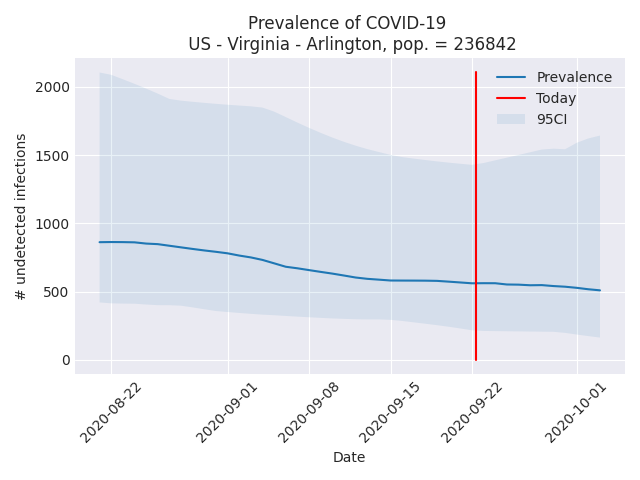 Prevalence of COVID-19
US - Virginia - Arlington, pop. = 236842
Prevalence
Today
95CI
# undetected infections
2000
1500
1000
500
0
2020-08-22
2020-09-01
2020-09-08
2020-09-15
2020-09-22
2020-10-01
Date